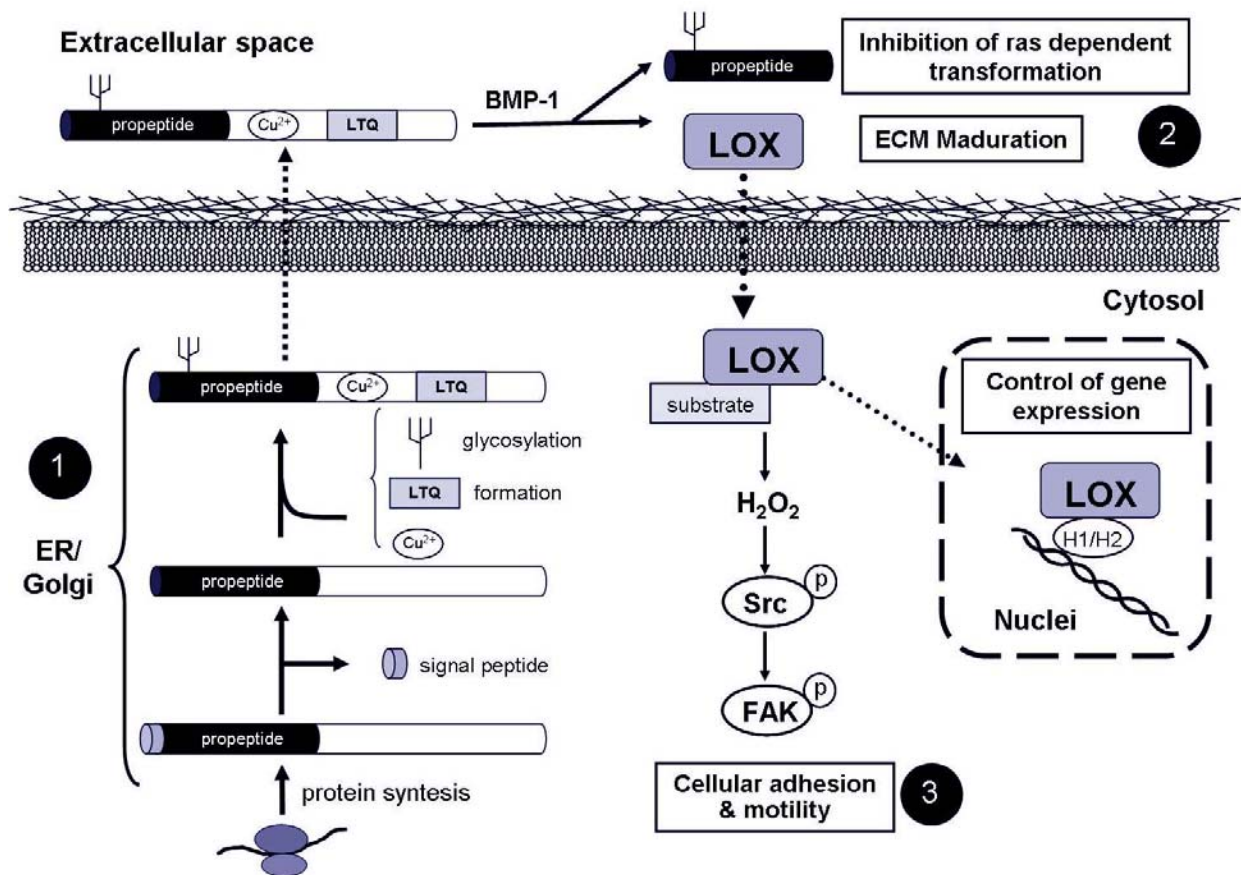 Extracellular space
propeptide
Cu2+
LTQ
BMP-1
propeptide
LOX
Inhibition of ras dependent
transformation
ECM Maduration
2
Cytosol
1
ER/
Golgi
propeptide
Cu2+
LTQ
glycosylation
LTQ
formation
Cu2+
propeptide
signal peptide
propeptide
protein syntesis
LOX
substrate
H2O2
Src
p
FAK
p
Cellular adhesion
& motility
3
Control of gene
expression
LOX
H1/H2
Nuclei